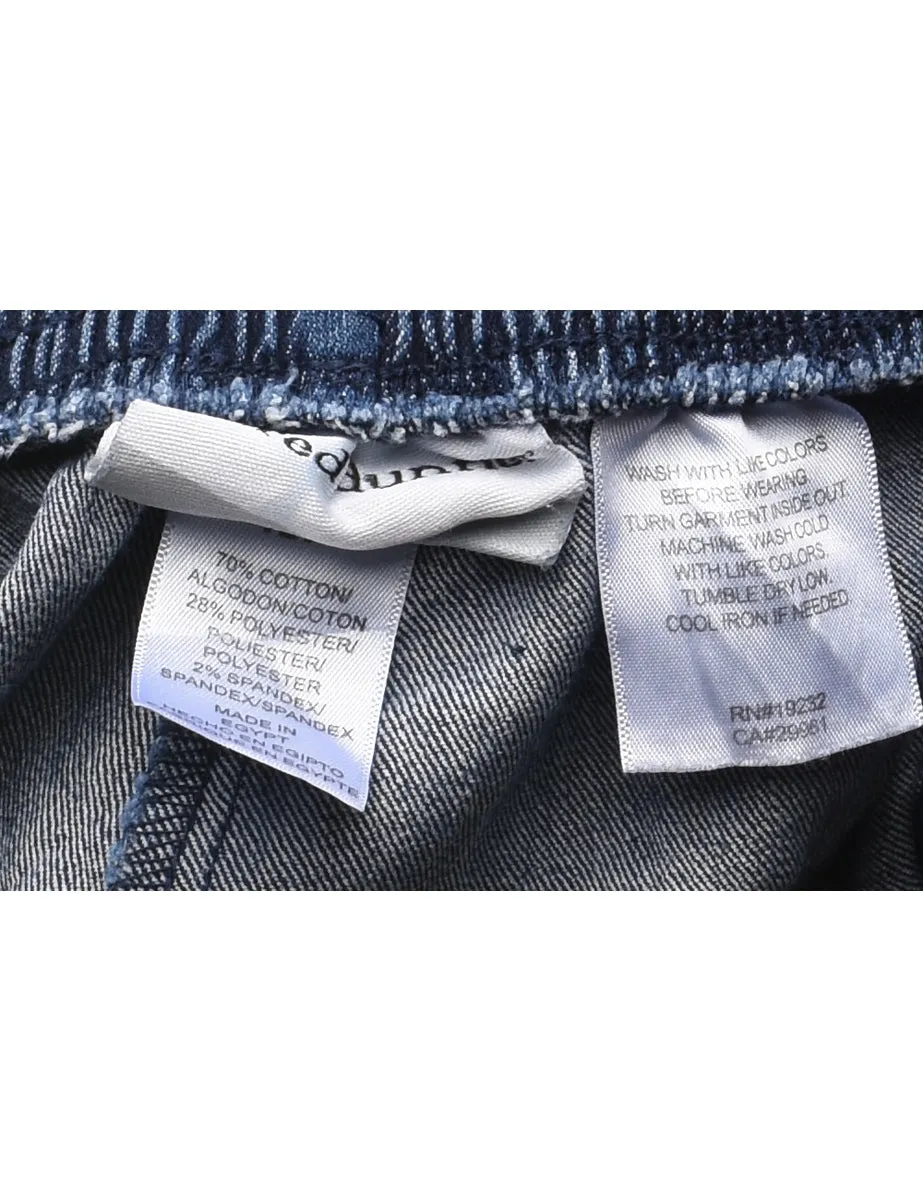 70% COTTON/
ALGODON/COTON
28% POLYESTER/
POLIESTER/
POLYESTER
2% SPANDEX/
SPANDEX/SPANDEX
MADE IN
EGYPT
HECHO EN EGIPTO
EN EGYPTE
WASH WITH LIKE COLORS
BEFORE WEARING
TURN GARMENT INSIDE OUT.
MACHINE WASH COLD
WITH LIKE COLORS.
TUMBLE DRY LOW.
COOL IRON IF NEEDED
RN#19232